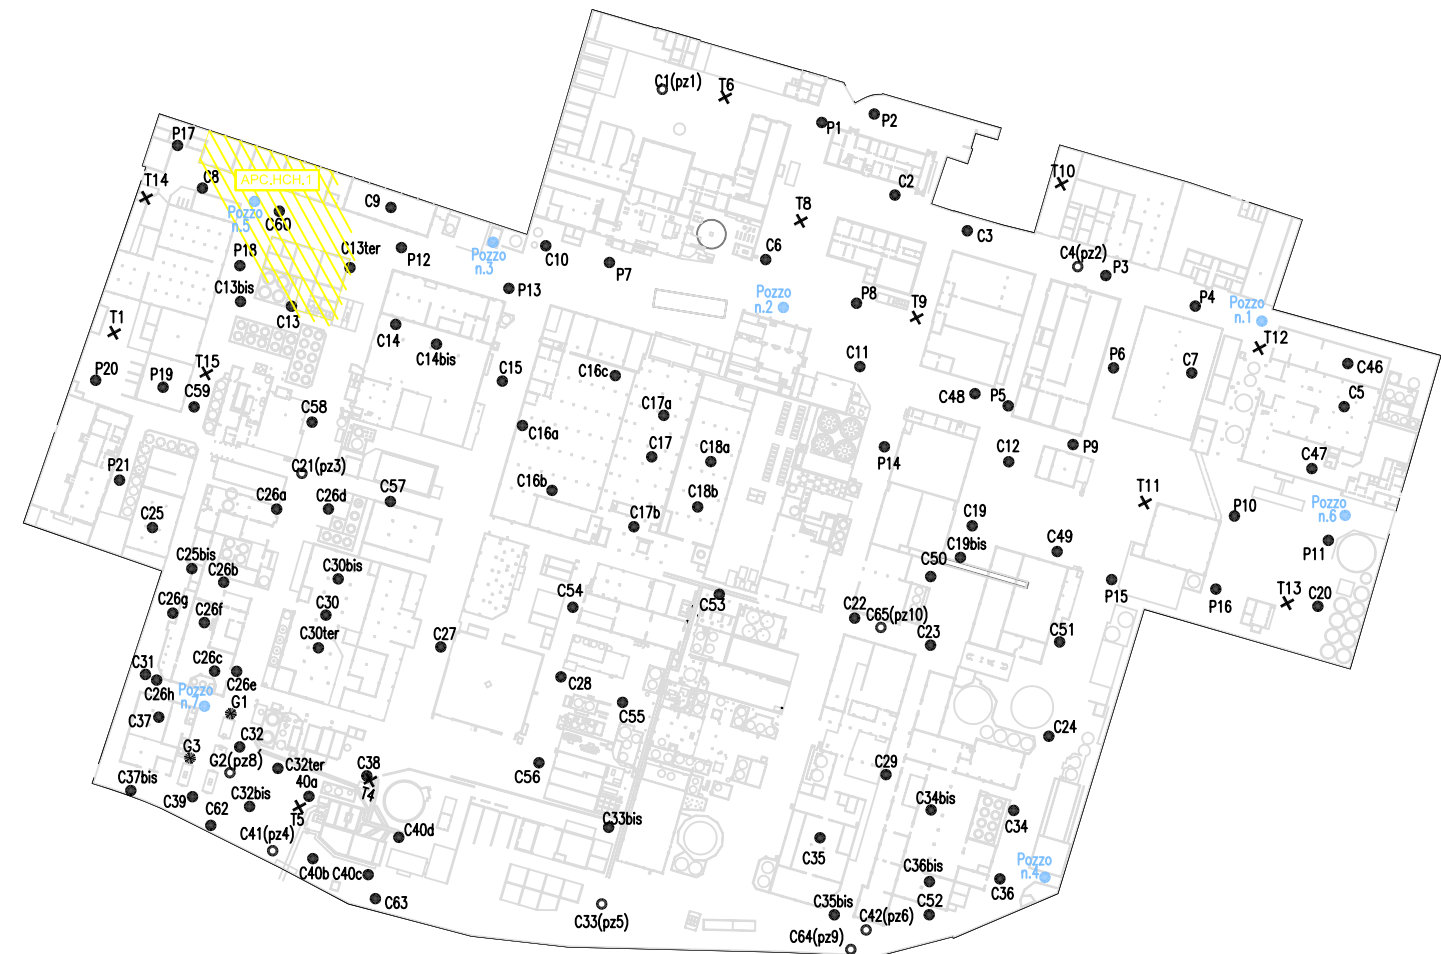 C1(pz1)
T6
P2
P1
P17
T10
T14
C8
APC,HCH,1
C2
C9
Pozzo
n.5
C60
T8
C3
C13ter
P18
P12
Pozzo
n.3
C10
C6
C4(pz2)
P3
P7
C13bis
P13
Pozzo
n.2
P8
T9
P4
Pozzo
n.1
T1
C13
C14
C14bis
T12
C11
P6
C7
C46
T15
P20
P19
C59
C15
C16c
C48
P5
C5
C58
C17a
C16a
C17
C18a
P14
C12
P9
C47
P21
C21(pz3)
C26a
C26d
C57
C16b
C18b
T11
P10
Pozzo
n.6
C25
C17b
C19
C19bis
C49
P11
C25bis
C26b
C30bis
C50
C54
C53
P15
P16
T13
C20
C26g
C26f
C30
C22
C65(pz10)
C30ter
C27
C23
C51
C31
C26c
C26e
C26h
C28
Pozzo
n.7
G1
C37
C55
C24
G3
C32
G2(pz8)
C32ter
C38
T4
C56
C29
C37bis
40a
C39
C62
C32bis
T5
C34bis
C34
C41(pz4)
C40d
C33bis
C35
C40b
C40c
Pozzo
n.4
C36bis
C36
C63
C33(pz5)
C35bis
C42(pz6)
C52
C64(pz9)